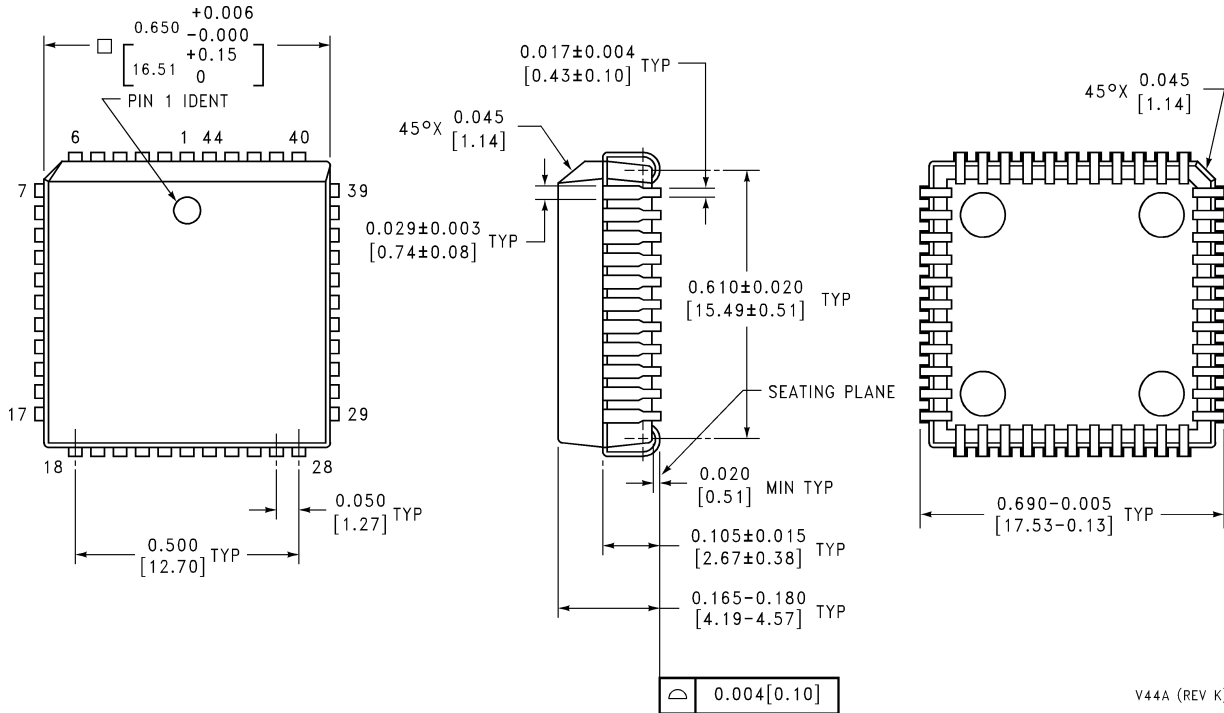 0.650 +0.006 -0.000
[16.51 +0.15 0]
PIN 1 IDENT
6 1 44 40
7
39
17
29
18
28
0.050
[1.27] TYP
0.500
[12.70] TYP
0.017±0.004
[0.43±0.10] TYP
45°X 0.045
[1.14]
0.029±0.003
[0.74±0.08] TYP
0.610±0.020
[15.49±0.51] TYP
SEATING PLANE
0.020
[0.51] MIN TYP
0.105±0.015
[2.67±0.38] TYP
0.165-0.180
[4.19-4.57] TYP
⌓ 0.004[0.10]
45°X 0.045
[1.14]
0.690-0.005
[17.53-0.13] TYP
V44A (REV K)